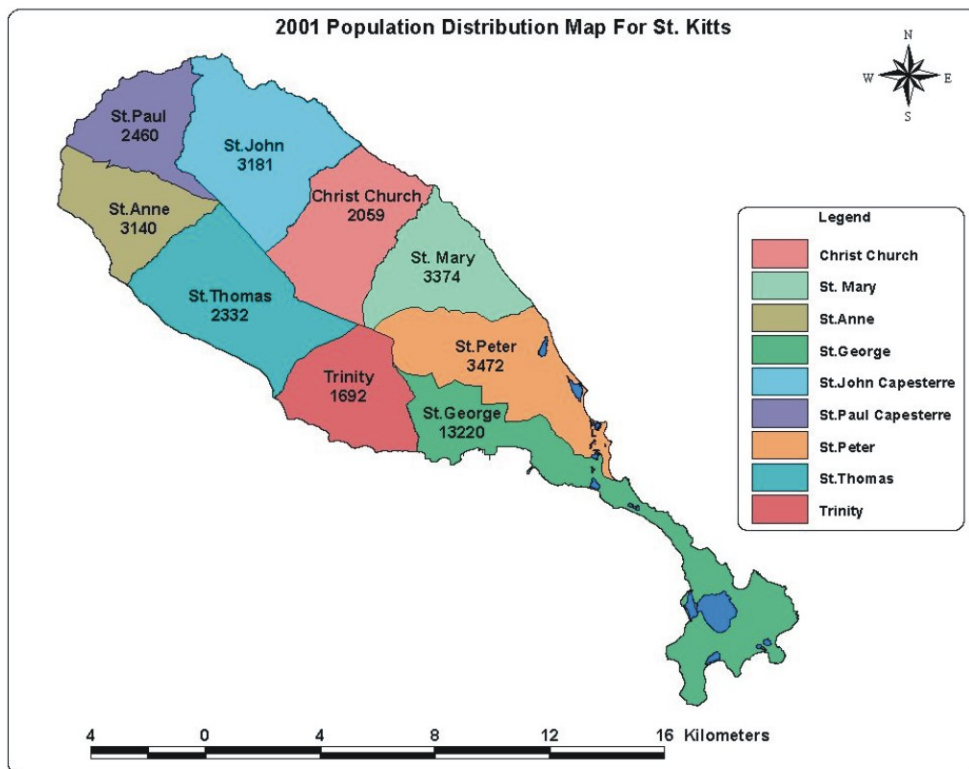 2001 Population Distribution Map For St. Kitts
N
W E
S
St.Paul
2460
St.John
3181
Christ Church
2059
St.Anne
3140
St. Mary
3374
St.Thomas
2332
St.Peter
3472
Trinity
1692
St.George
13220
Legend
Christ Church
St. Mary
St.Anne
St.George
St.John Capesterre
St.Paul Capesterre
St.Peter
St.Thomas
Trinity
4 0 4 8 12 16 Kilometers